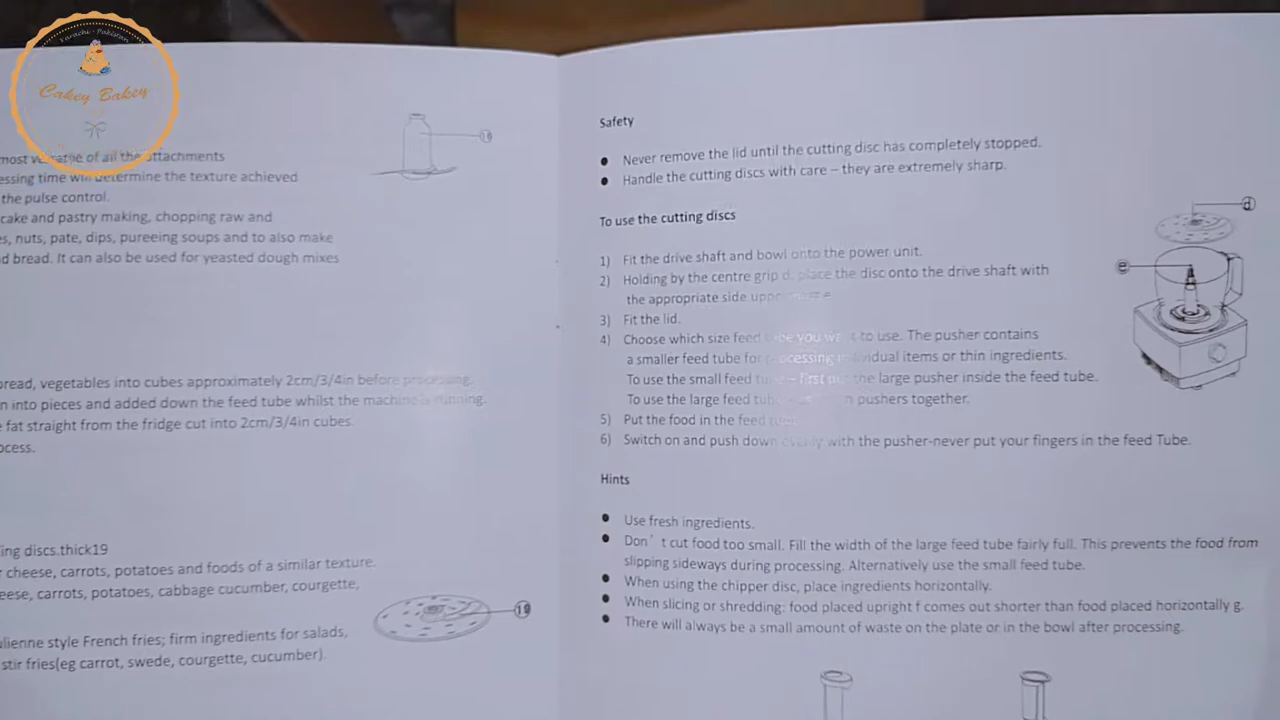 Karachi - Pakistan
Cakey Bakey
most versatile of all the attachments
essing time will determine the texture achieved
the pulse control.
cake and pastry making, chopping raw and
es, nuts, pate, dips, pureeing soups and to also make
d bread. It can also be used for yeasted dough mixes
bread, vegetables into cubes approximately 2cm/3/4in before processing.
n into pieces and added down the feed tube whilst the machine is running.
e fat straight from the fridge cut into 2cm/3/4in cubes.
ocess.
ing discs.thick19
r cheese, carrots, potatoes and foods of a similar texture.
eese, carrots, potatoes, cabbage cucumber, courgette,
ulienne style French fries; firm ingredients for salads,
stir fries(eg carrot, swede, courgette, cucumber).
19
Safety
● Never remove the lid until the cutting disc has completely stopped.
● Handle the cutting discs with care – they are extremely sharp.
To use the cutting discs
1) Fit the drive shaft and bowl onto the power unit.
2) Holding by the centre grip d, place the disc onto the drive shaft with
the appropriate side
3) Fit the lid.
4) Choose which size feed tube you want to use. The pusher contains
a smaller feed tube for processing individual items or thin ingredients.
To use the small feed tube – first put the large pusher inside the feed tube.
To use the large feed tube pushers together.
5) Put the food in the feed tube.
6) Switch on and push down evenly with the pusher-never put your fingers in the feed Tube.
d
e
Hints
● Use fresh ingredients.
● Don't cut food too small. Fill the width of the large feed tube fairly full. This prevents the food from
slipping sideways during processing. Alternatively use the small feed tube.
● When using the chipper disc, place ingredients horizontally.
● When slicing or shredding: food placed upright f comes out shorter than food placed horizontally g.
● There will always be a small amount of waste on the plate or in the bowl after processing.